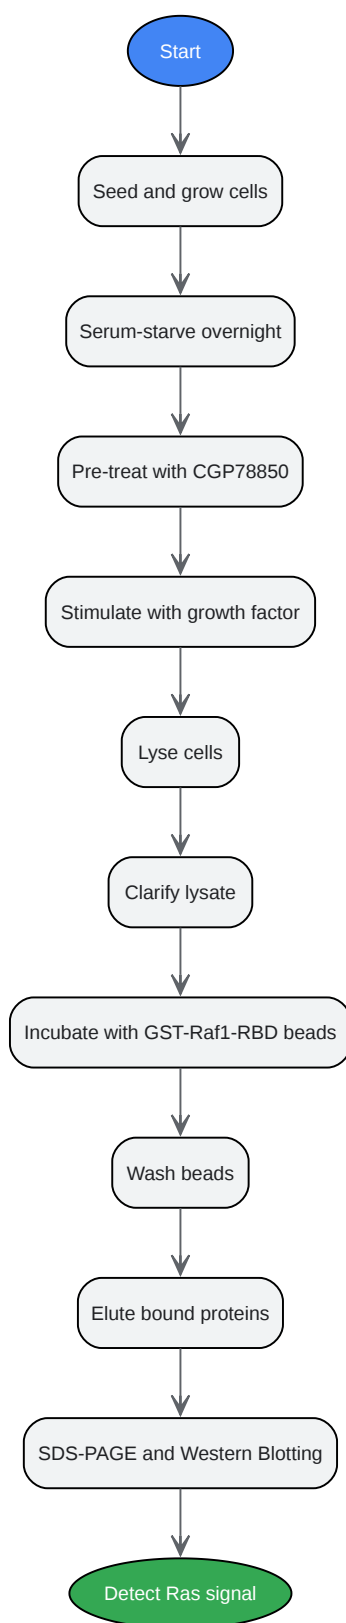 Start
Seed and grow cells
Serum-starve overnight
Pre-treat with CGP78850
Stimulate with growth factor
Lyse cells
Clarify lysate
Incubate with GST-Raf1-RBD beads
Wash beads
Elute bound proteins
SDS-PAGE and Western Blotting
Detect Ras signal